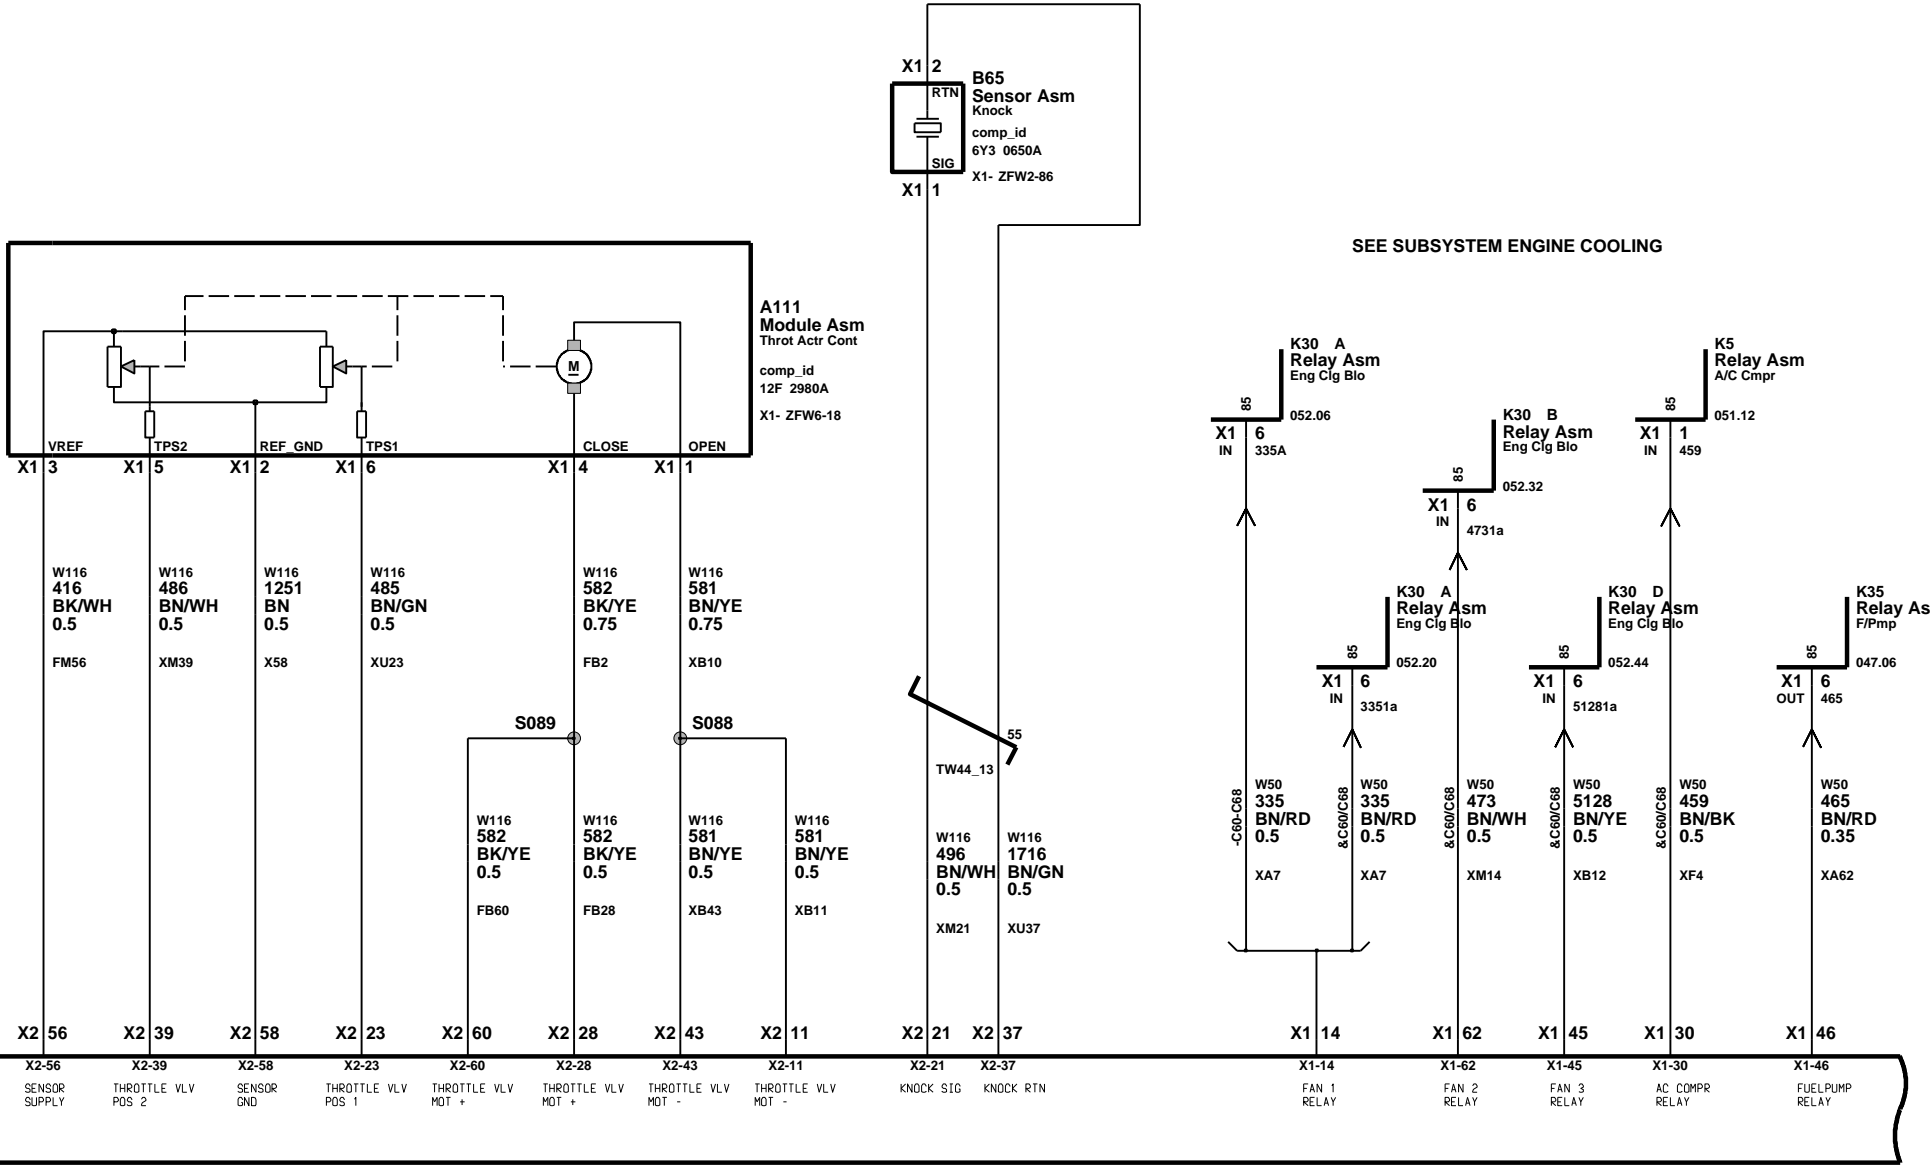 X1 2
B65
Sensor Asm
Knock
RTN
comp_id
6Y3 0650A
SIG
X1- ZFW2-86
X1 1
SEE SUBSYSTEM ENGINE COOLING
A111
Module Asm
Throt Actr Cont
comp_id
12F 2980A
X1- ZFW6-18
M
VREF
TPS2
REF_GND
TPS1
CLOSE
OPEN
X1 3
X1 5
X1 2
X1 6
X1 4
X1 1
K30 A
Relay Asm
Eng Clg Blo
85
052.06
X1 6
IN 335A
K5
Relay Asm
A/C Cmpr
85
051.12
X1 1
IN 459
K30 B
Relay Asm
Eng Clg Blo
85
052.32
X1 6
IN
4731a
K30 A
Relay Asm
Eng Clg Blo
85
052.20
X1 6
IN
3351a
K30 D
Relay Asm
Eng Clg Blo
85
052.44
X1 6
IN
51281a
K35
Relay As
F/Pmp
85
047.06
X1 6
OUT 465
W116
416
BK/WH
0.5
FM56
W116
486
BN/WH
0.5
XM39
W116
1251
BN
0.5
X58
W116
485
BN/GN
0.5
XU23
W116
582
BK/YE
0.75
FB2
W116
581
BN/YE
0.75
XB10
S089
S088
55
TW44_13
W116
582
BK/YE
0.5
FB60
W116
582
BK/YE
0.5
FB28
W116
581
BN/YE
0.5
XB43
W116
581
BN/YE
0.5
XB11
W116
496
BN/WH
0.5
XM21
W116
1716
BN/GN
0.5
XU37
-C60-C68
W50
335
BN/RD
0.5
XA7
&C60/C68
W50
335
BN/RD
0.5
XA7
&C60/C68
W50
473
BN/WH
0.5
XM14
&C60/C68
W50
5128
BN/YE
0.5
XB12
&C60/C68
W50
459
BN/BK
0.5
XF4
W50
465
BN/RD
0.35
XA62
X2 56
X2 39
X2 58
X2 23
X2 60
X2 28
X2 43
X2 11
X2 21
X2 37
X1 14
X1 62
X1 45
X1 30
X1 46
X2-56
SENSOR
SUPPLY
X2-39
THROTTLE VLV
POS 2
X2-58
SENSOR
GND
X2-23
THROTTLE VLV
POS 1
X2-60
THROTTLE VLV
MOT +
X2-28
THROTTLE VLV
MOT +
X2-43
THROTTLE VLV
MOT -
X2-11
THROTTLE VLV
MOT -
X2-21
KNOCK SIG
X2-37
KNOCK RTN
X1-14
FAN 1
RELAY
X1-62
FAN 2
RELAY
X1-45
FAN 3
RELAY
X1-30
AC COMPR
RELAY
X1-46
FUELPUMP
RELAY